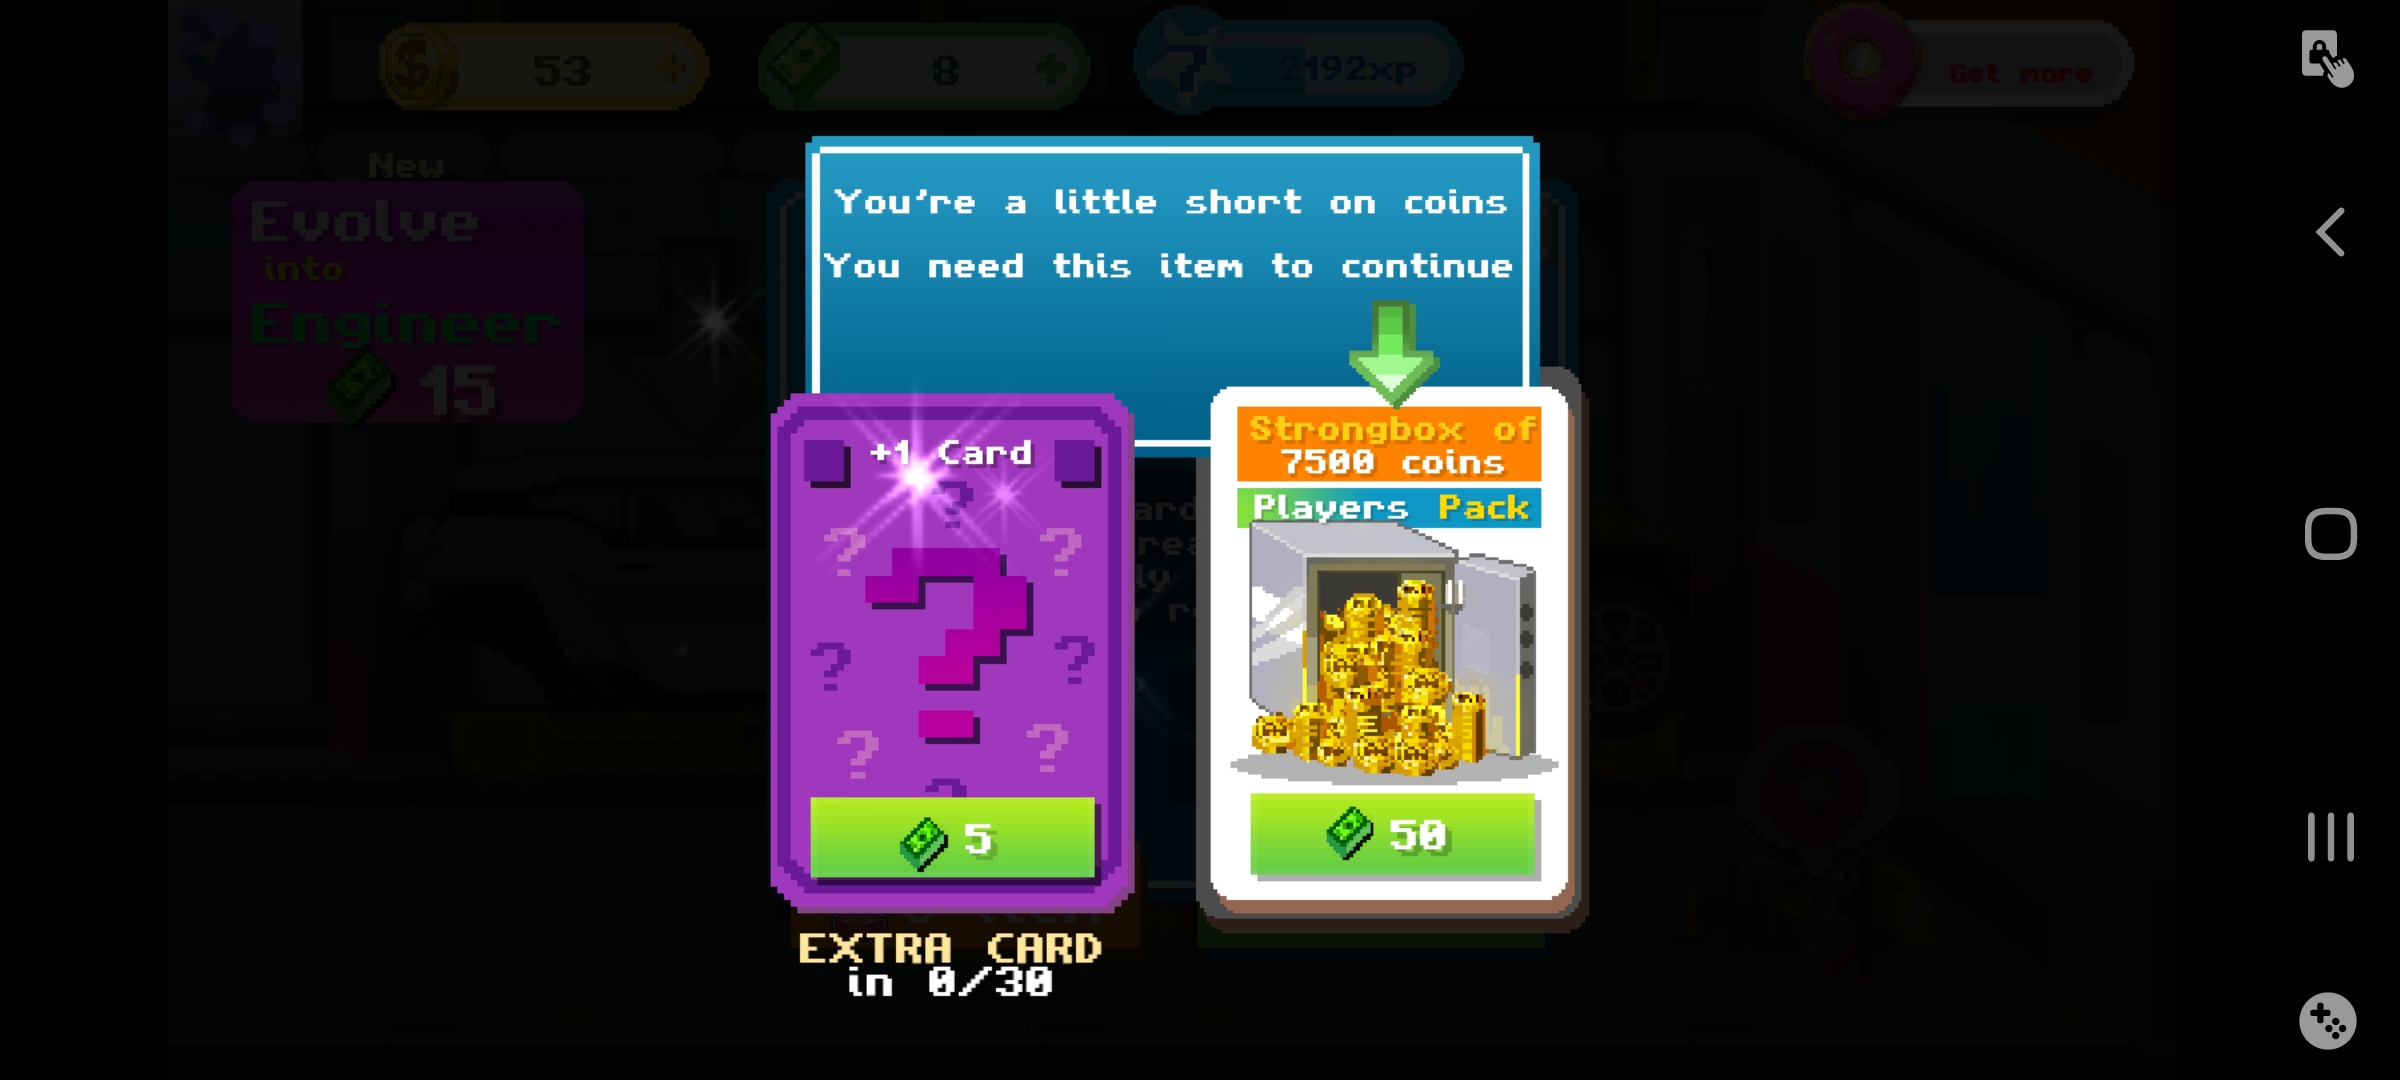 53
8
7
2192xp
Get more
New
Evolve
into
Engineer
15
You're a little short on coins
You need this item to continue
+1 Card
5
EXTRA CARD
in 0/30
Strongbox of
7500 coins
Players Pack
50